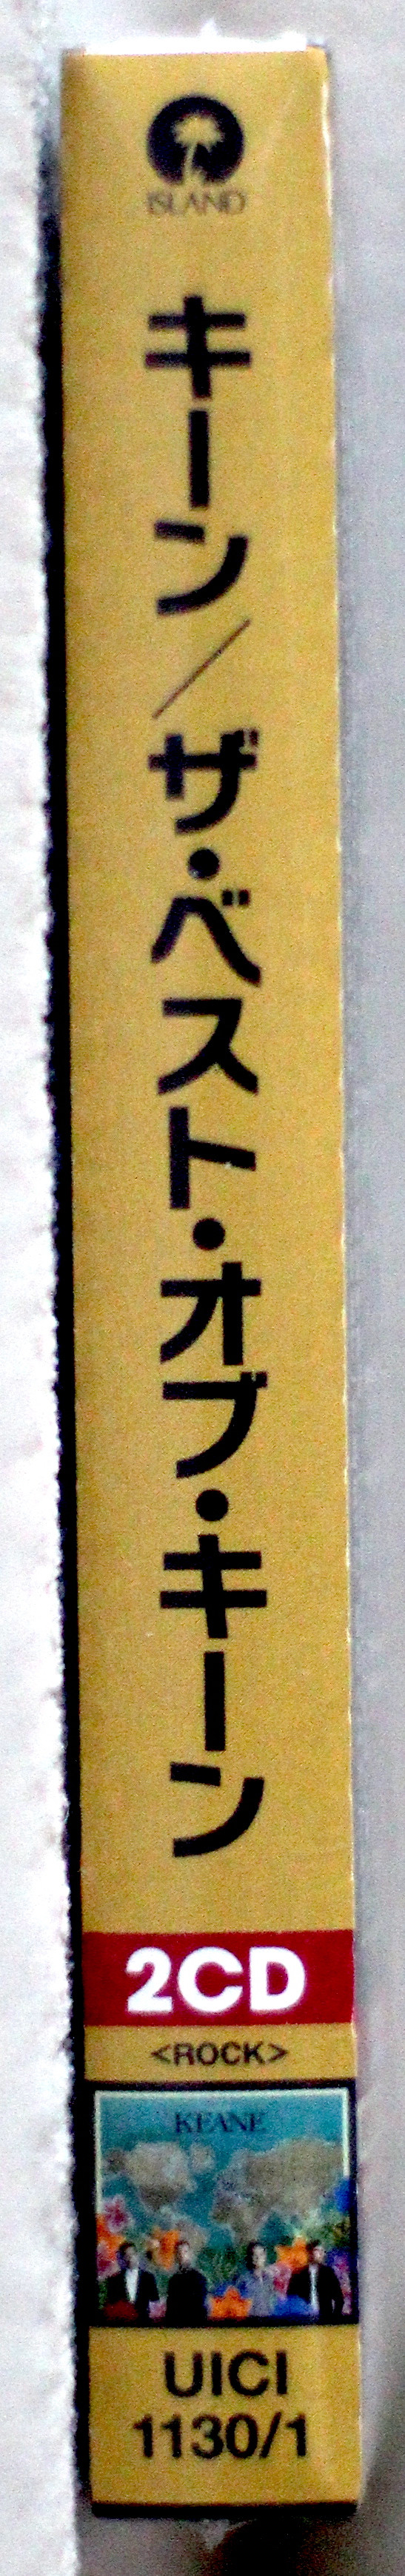 ISLAND
キーン/ザ・ベスト・オブ・キーン
2CD
<ROCK>
KEANE
UICI
1130/1